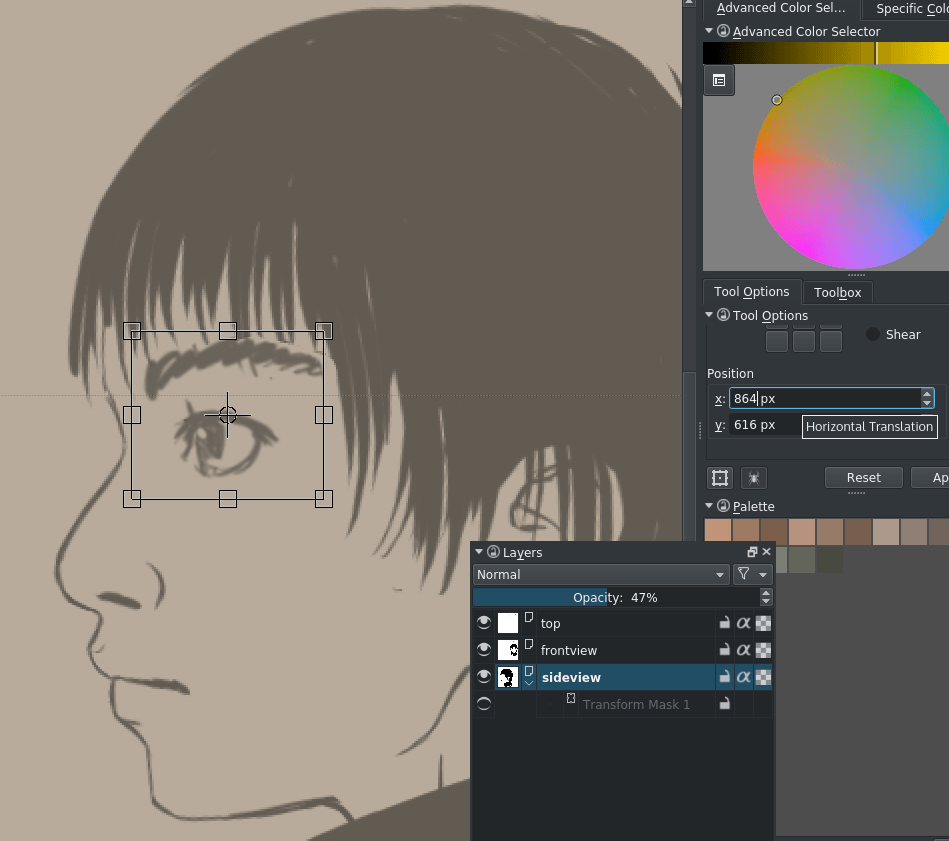 Advanced Color Sel...
Specific Col
Advanced Color Selector
Tool Options
Toolbox
Tool Options
Shear
Position
x: 864 px
y: 616 px
Horizontal Translation
Reset
Ap
Palette
Layers
Normal
Opacity: 47%
top
frontview
sideview
Transform Mask 1